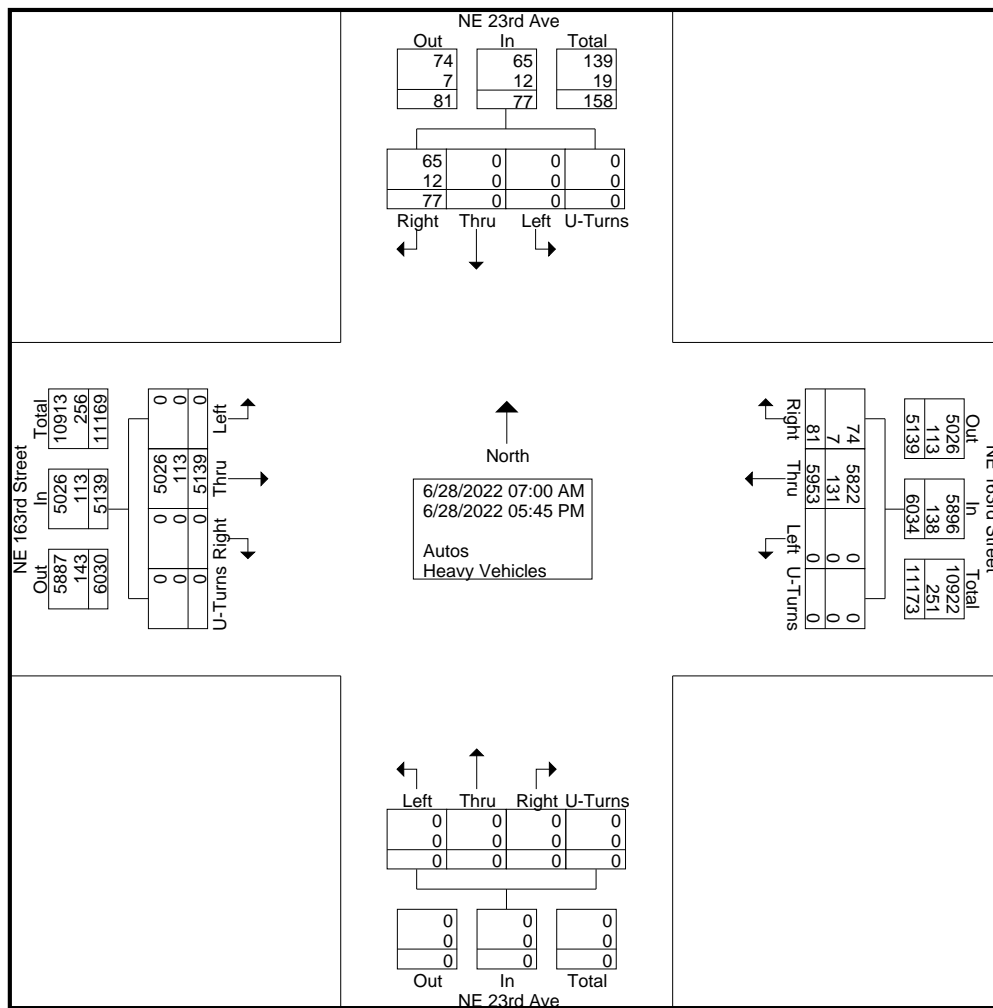 NE 23rd Ave
Out In Total
74 65 139
7 12 19
81 77 158
65 0 0 0
12 0 0 0
77 0 0 0
Right Thru Left U-Turns
NE 163rd Street
Total In Out
10913 5026 5887
256 113 143
11169 5139 6030
0 5026 0 0
0 113 0 0
0 5139 0 0
Left Thru Right U-Turns
North
6/28/2022 07:00 AM
6/28/2022 05:45 PM
Autos
Heavy Vehicles
Right Thru Left U-Turns
81 5953 0 0
7 131 0 0
74 5822 0 0
5139 6034 11173
113 138 251
5026 5896 10922
Out In Total
NE 163rd Street
Left Thru Right U-Turns
0 0 0 0
0 0 0 0
0 0 0 0
0 0 0
0 0 0
0 0 0
Out In Total
NE 23rd Ave